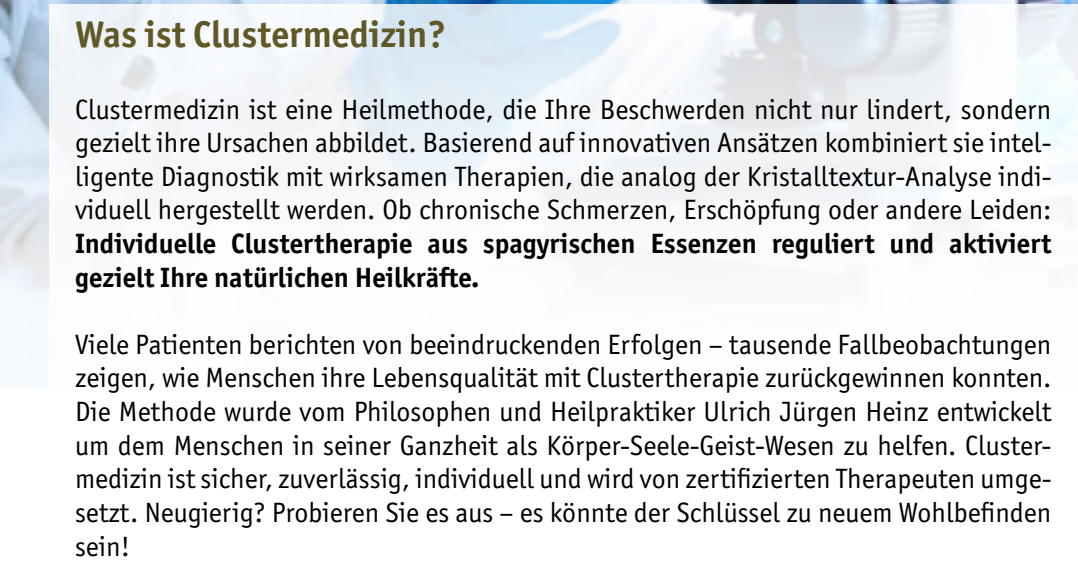 Was ist Clustermedizin?
Clustermedizin ist eine Heilmethode, die Ihre Beschwerden nicht nur lindert, sondern
gezielt ihre Ursachen abbildet. Basierend auf innovativen Ansätzen kombiniert sie intel-
ligente Diagnostik mit wirksamen Therapien, die analog der Kristalltextur-Analyse indi-
viduell hergestellt werden. Ob chronische Schmerzen, Erschöpfung oder andere Leiden:
Individuelle Clustertherapie aus spagyrischen Essenzen reguliert und aktiviert
gezielt Ihre natürlichen Heilkräfte.
Viele Patienten berichten von beeindruckenden Erfolgen – tausende Fallbeobachtungen
zeigen, wie Menschen ihre Lebensqualität mit Clustertherapie zurückgewinnen konnten.
Die Methode wurde vom Philosophen und Heilpraktiker Ulrich Jürgen Heinz entwickelt
um dem Menschen in seiner Ganzheit als Körper-Seele-Geist-Wesen zu helfen. Cluster-
medizin ist sicher, zuverlässig, individuell und wird von zertifizierten Therapeuten umge-
setzt. Neugierig? Probieren Sie es aus – es könnte der Schlüssel zu neuem Wohlbefinden
sein!